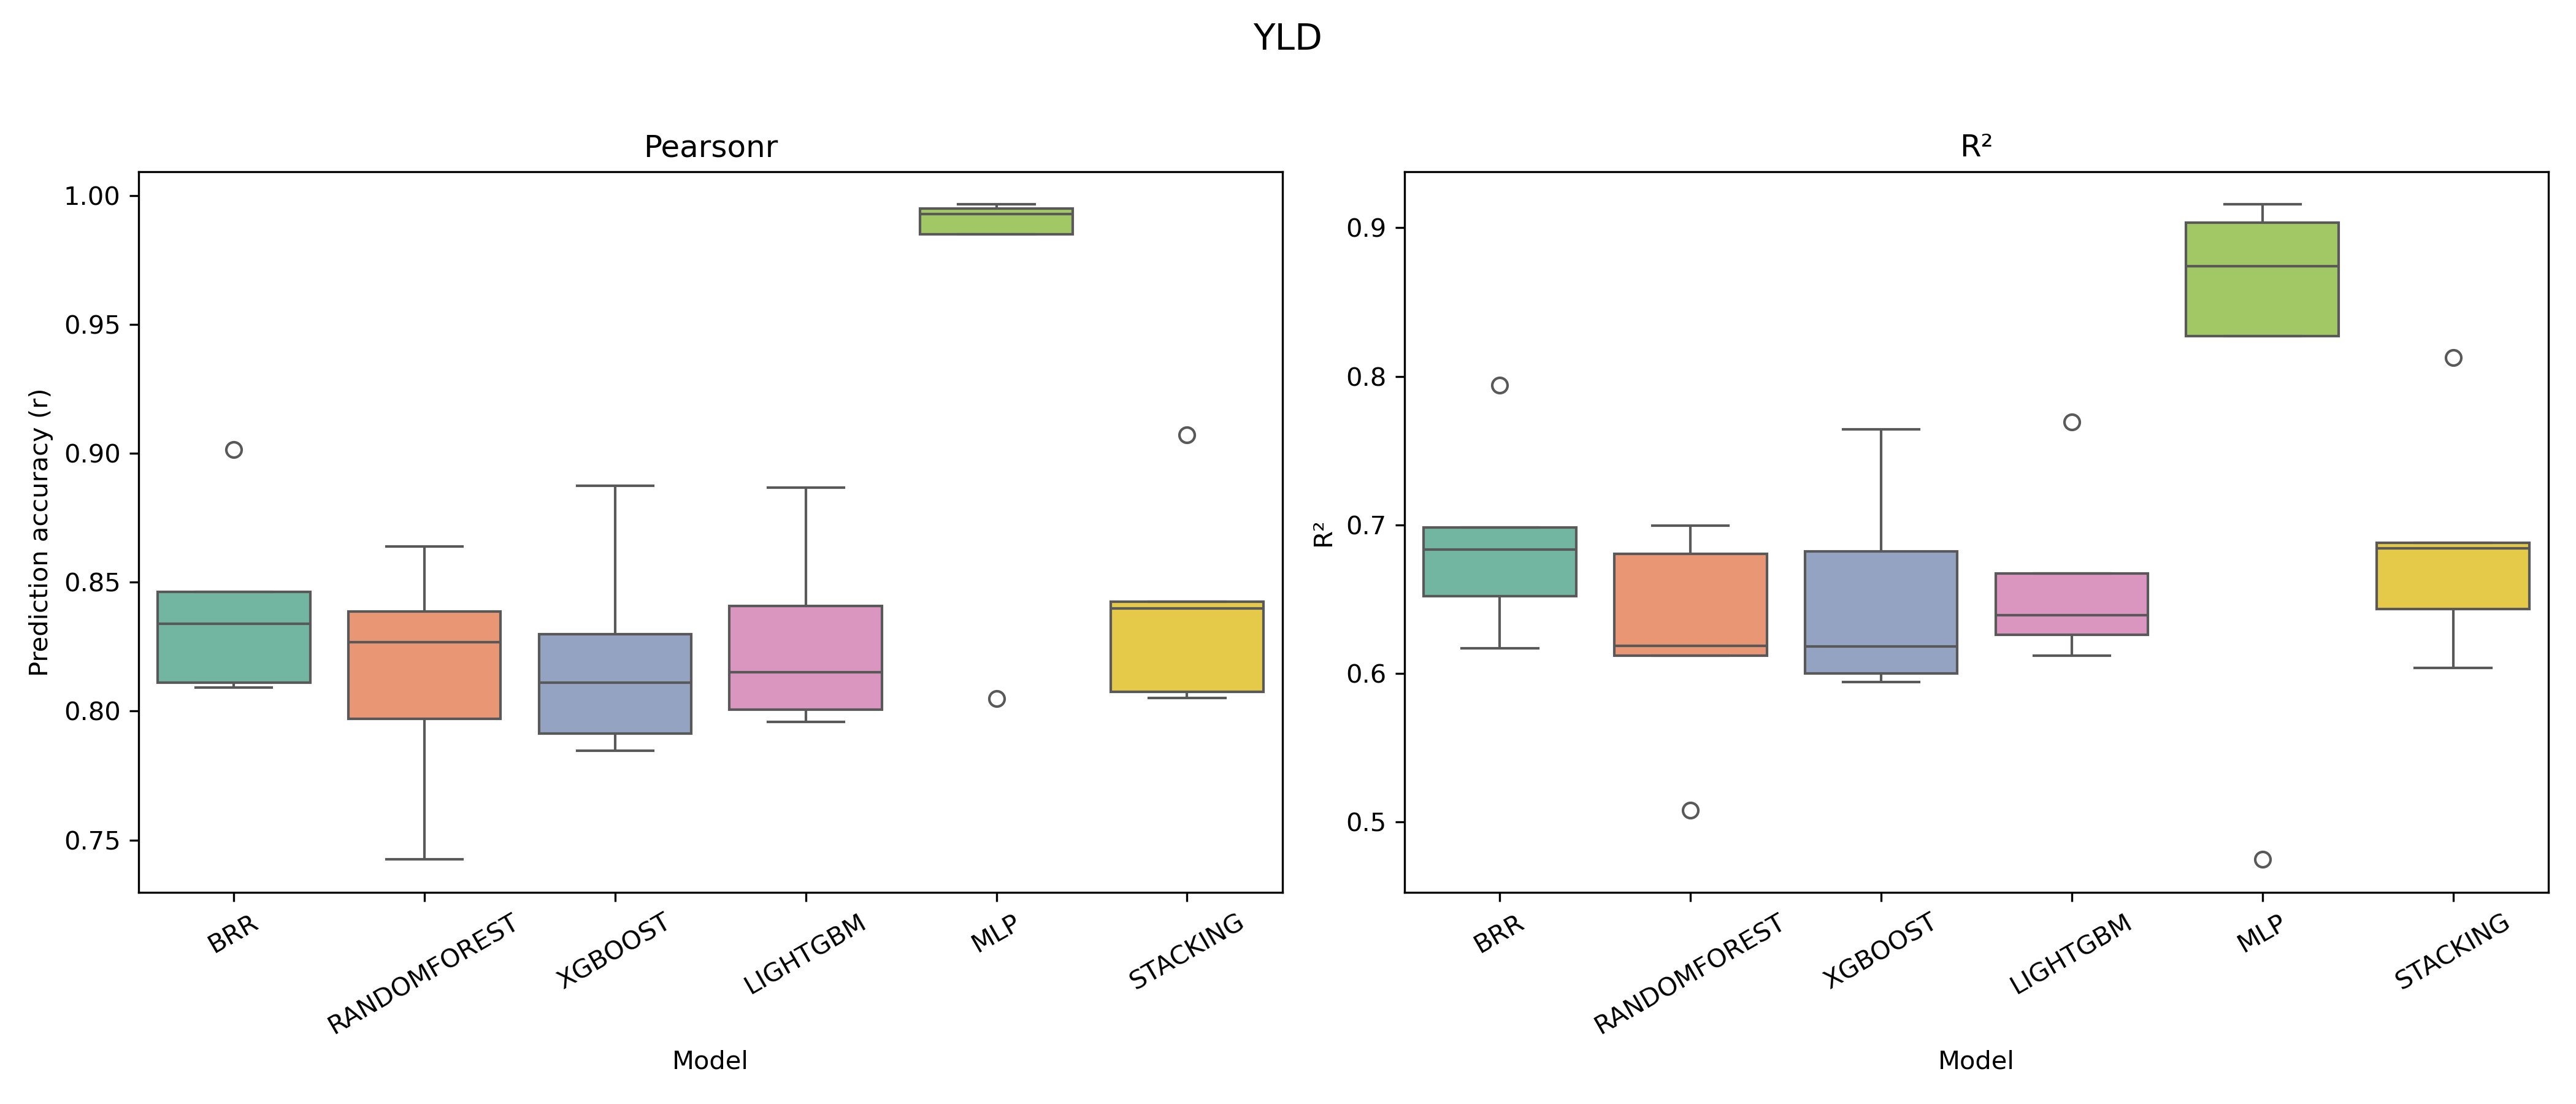 YLD
Pearsonr
Prediction accuracy (r)
1.00
0.95
0.90
0.85
0.80
0.75
BRR
RANDOMFOREST
XGBOOST
LIGHTGBM
MLP
STACKING
Model
R²
R²
0.9
0.8
0.7
0.6
0.5
BRR
RANDOMFOREST
XGBOOST
LIGHTGBM
MLP
STACKING
Model